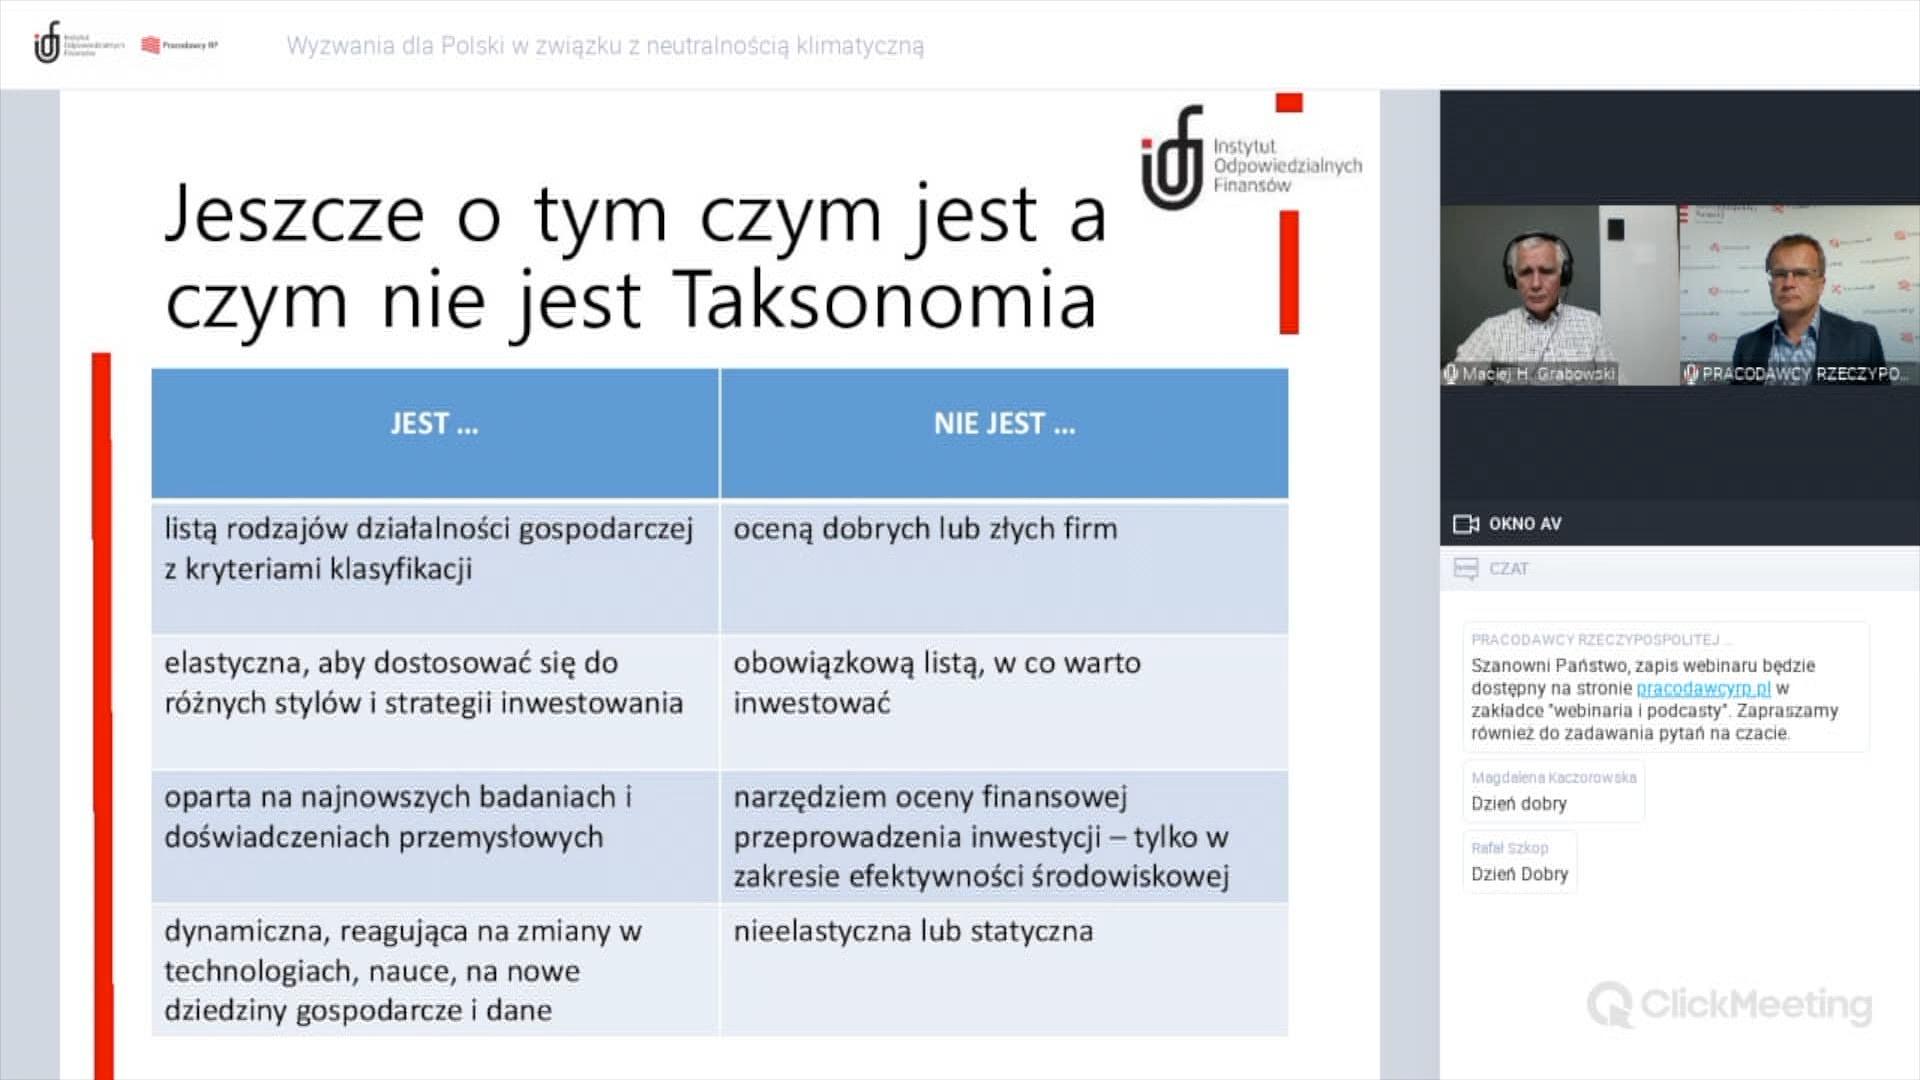 Instytut
Odpowiedzialnych
Finansów
Pracodawcy RP
Wyzwania dla Polski w związku z neutralnością klimatyczną
Instytut
Odpowiedzialnych
Finansów
Jeszcze o tym czym jest a
czym nie jest Taksonomia
JEST ...
NIE JEST ...
listą rodzajów działalności gospodarczej
z kryteriami klasyfikacji
oceną dobrych lub złych firm
elastyczna, aby dostosować się do
różnych stylów i strategii inwestowania
obowiązkową listą, w co warto
inwestować
oparta na najnowszych badaniach i
doświadczeniach przemysłowych
narzędziem oceny finansowej
przeprowadzenia inwestycji – tylko w
zakresie efektywności środowiskowej
dynamiczna, reagująca na zmiany w
technologiach, nauce, na nowe
dziedziny gospodarcze i dane
nieelastyczna lub statyczna
Maciej H. Grabowski
PRACODAWCY RZECZYPO...
OKNO AV
CZAT
PRACODAWCY RZECZYPOSPOLITEJ ...
Szanowni Państwo, zapis webinaru będzie
dostępny na stronie pracodawcyrp.pl w
zakładce "webinaria i podcasty". Zapraszamy
również do zadawania pytań na czacie.
Magdalena Kaczorowska
Dzień dobry
Rafał Szkop
Dzień Dobry
ClickMeeting